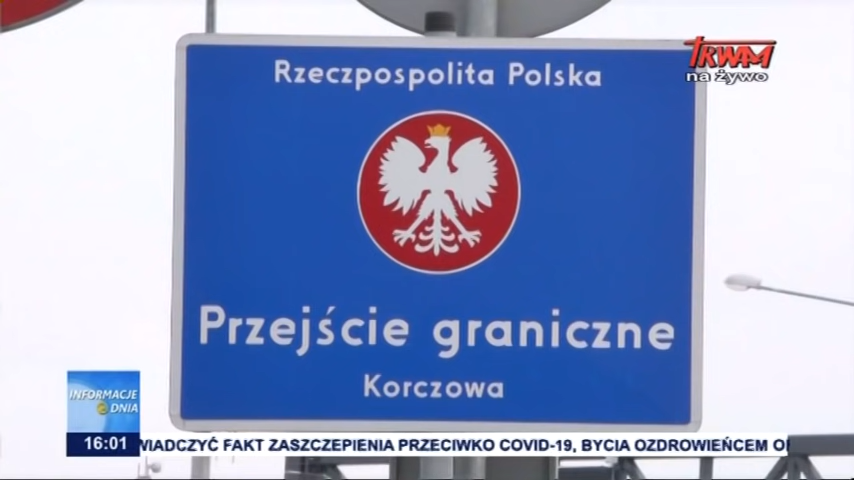 Rzeczpospolita Polska
TRWAM
na żywo
Przejście graniczne
Korczowa
INFORMACJE
DNIA
16:01
WIADCZYĆ FAKT ZASZCZEPIENIA PRZECIWKO COVID-19, BYCIA OZDROWIEŃCEM